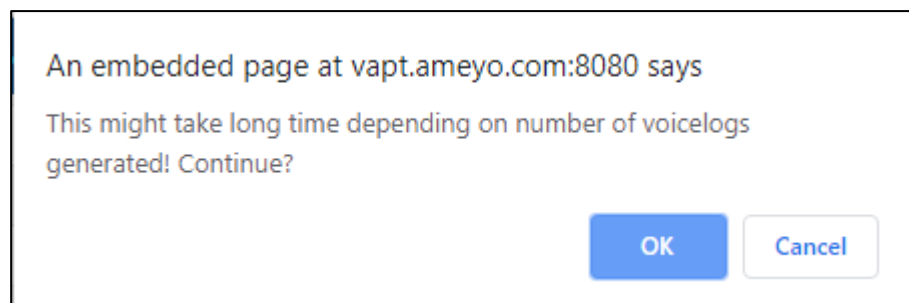 An embedded page at vapt.ameyo.com:8080 says
This might take long time depending on number of voicelogs
generated! Continue?
OK
Cancel